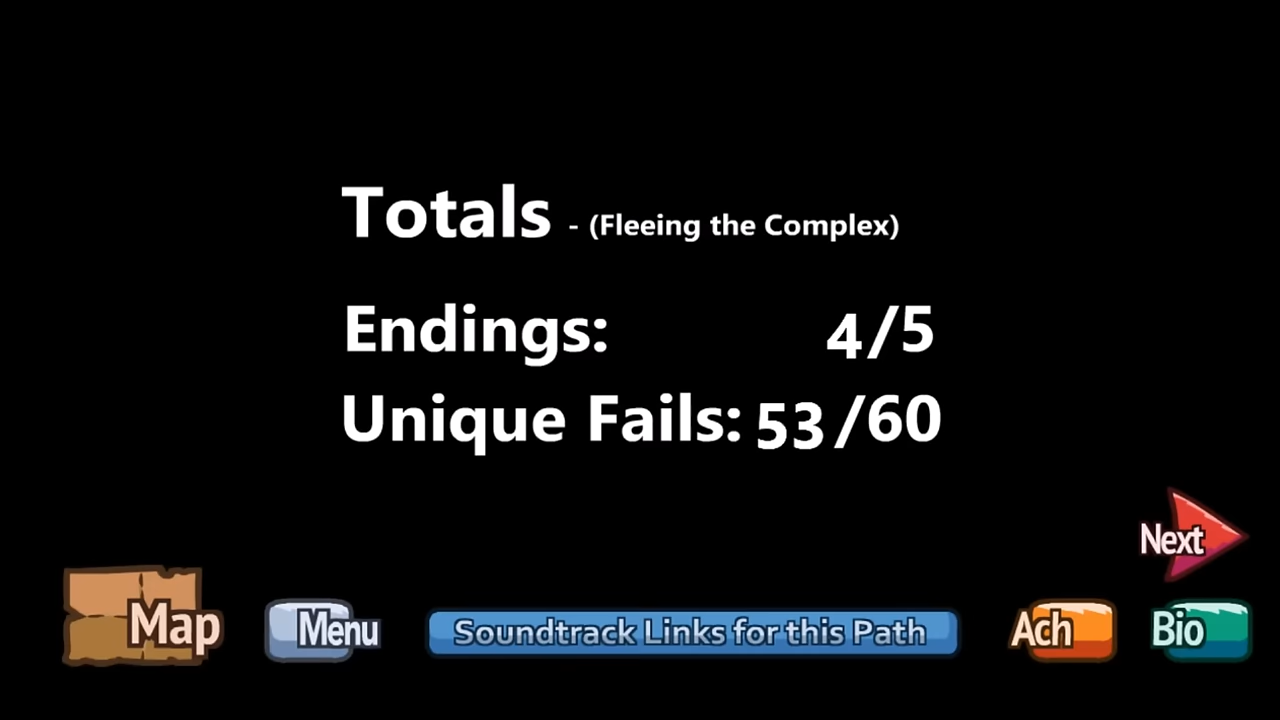 Totals - (Fleeing the Complex)
Endings: 4/5
Unique Fails: 53/60
Next
Map
Menu
Soundtrack Links for this Path
Ach
Bio